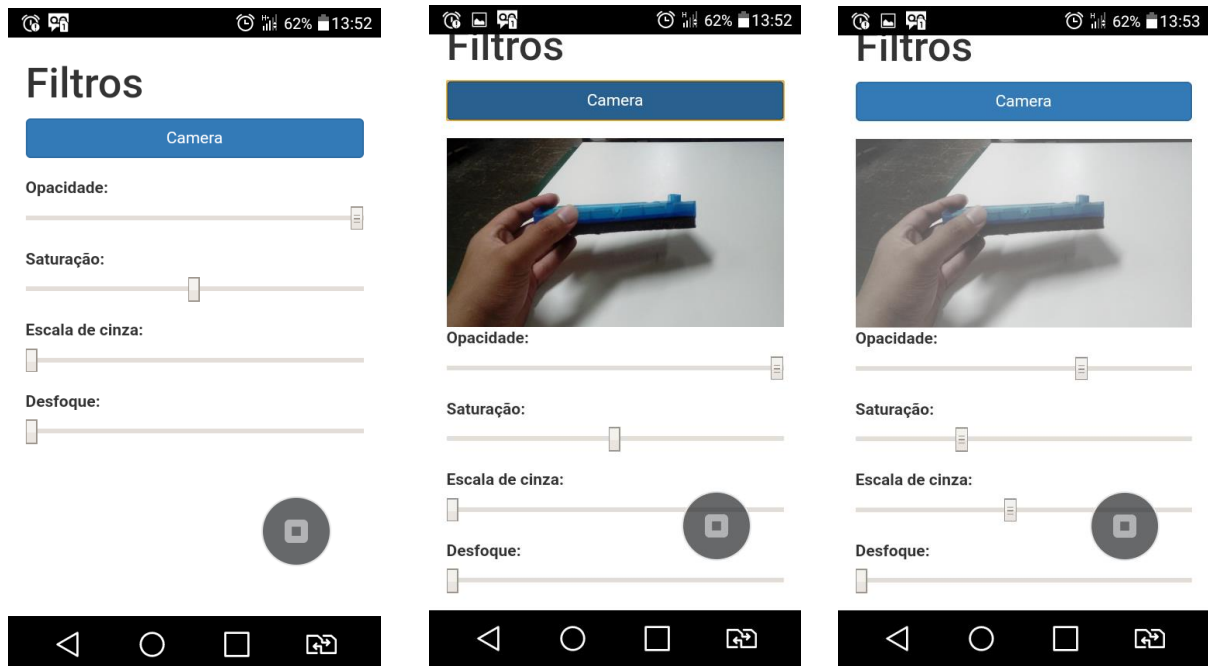 62% 13:52
Filtros
Camera
Opacidade:
Saturação:
Escala de cinza:
Desfoque:
H 62% 13:52
Filtros
Camera
Opacidade:
Saturação:
Escala de cinza:
Desfoque:
H 62% 13:53
Filtros
Camera
Opacidade:
Saturação:
Escala de cinza:
Desfoque: